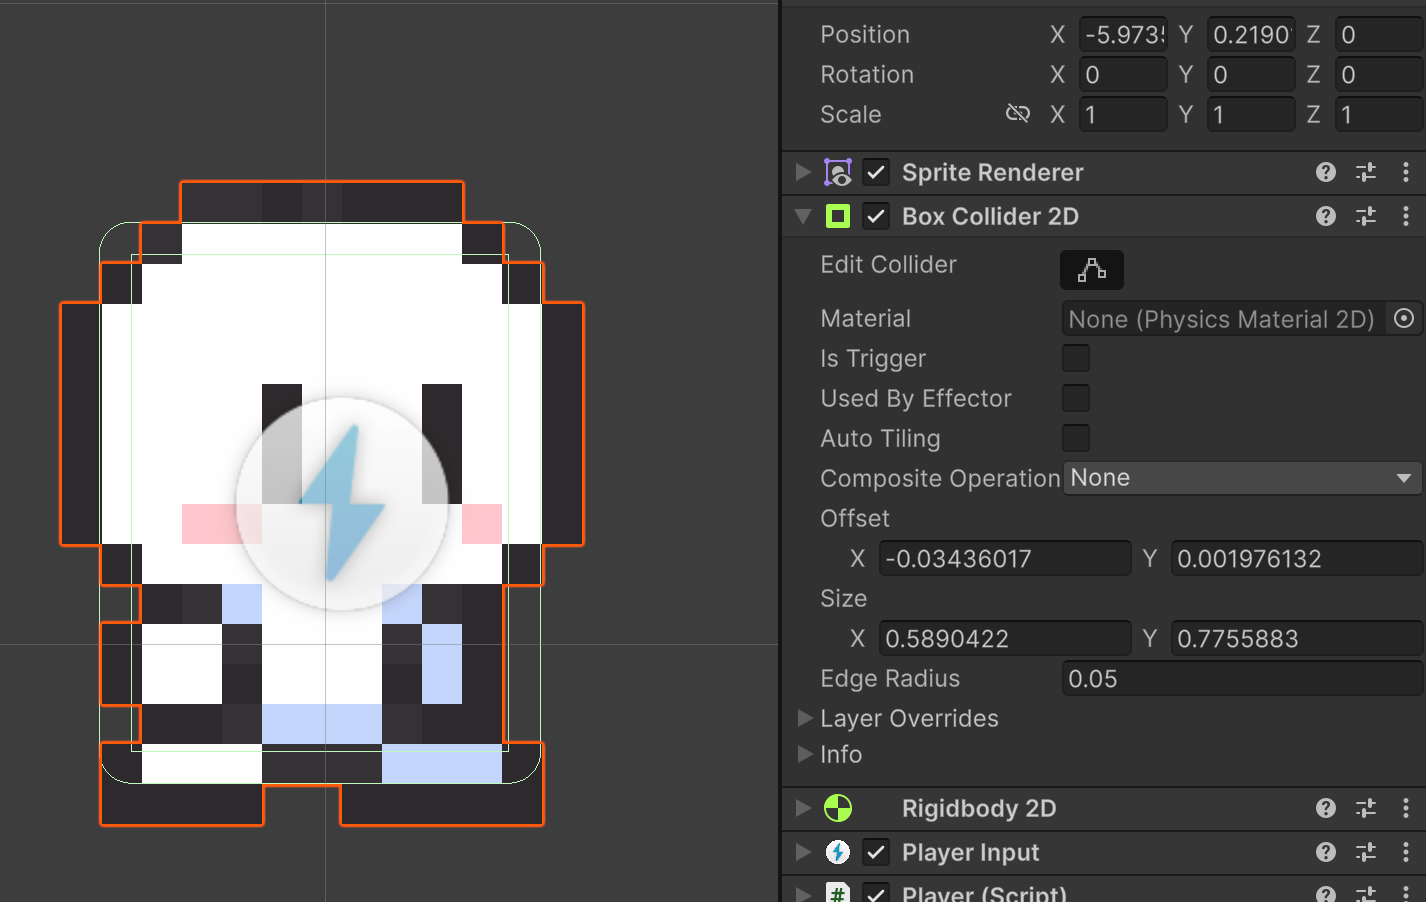 Position X -5.973 Y 0.2190 Z 0
Rotation X 0 Y 0 Z 0
Scale X 1 Y 1 Z 1
Sprite Renderer
Box Collider 2D
Edit Collider
Material None (Physics Material 2D)
Is Trigger
Used By Effector
Auto Tiling
Composite Operation None
Offset
X -0.03436017 Y 0.001976132
Size
X 0.5890422 Y 0.7755883
Edge Radius 0.05
Layer Overrides
Info
Rigidbody 2D
Player Input
# Player (Script)